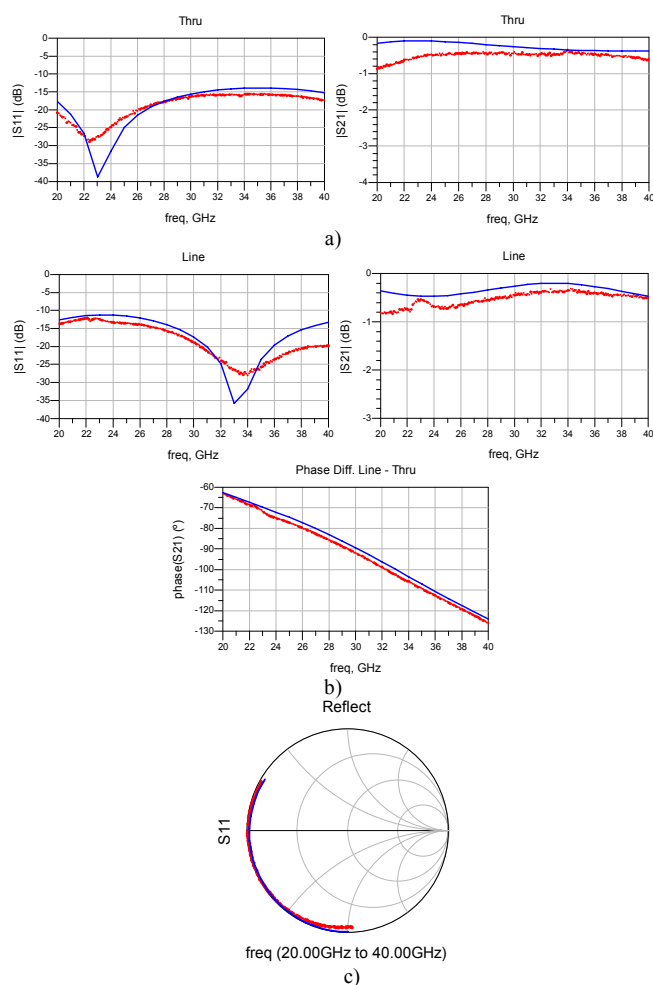 Thru
0
-5
-10
-15
-20
-25
-30
-35
-40
20 22 24 26 28 30 32 34 36 38 40
|S11| (dB)
freq, GHz
Thru
0
-1
-2
-3
-4
20 22 24 26 28 30 32 34 36 38 40
|S21| (dB)
freq, GHz
a)
Line
0
-5
-10
-15
-20
-25
-30
-35
-40
20 22 24 26 28 30 32 34 36 38 40
|S11| (dB)
freq, GHz
Line
0
-1
-2
-3
20 22 24 26 28 30 32 34 36 38 40
|S21| (dB)
freq, GHz
Phase Diff. Line - Thru
-60
-70
-80
-90
-100
-110
-120
-130
20 22 24 26 28 30 32 34 36 38 40
phase(S21) (º)
freq, GHz
b)
Reflect
S11
freq (20.00GHz to 40.00GHz)
c)